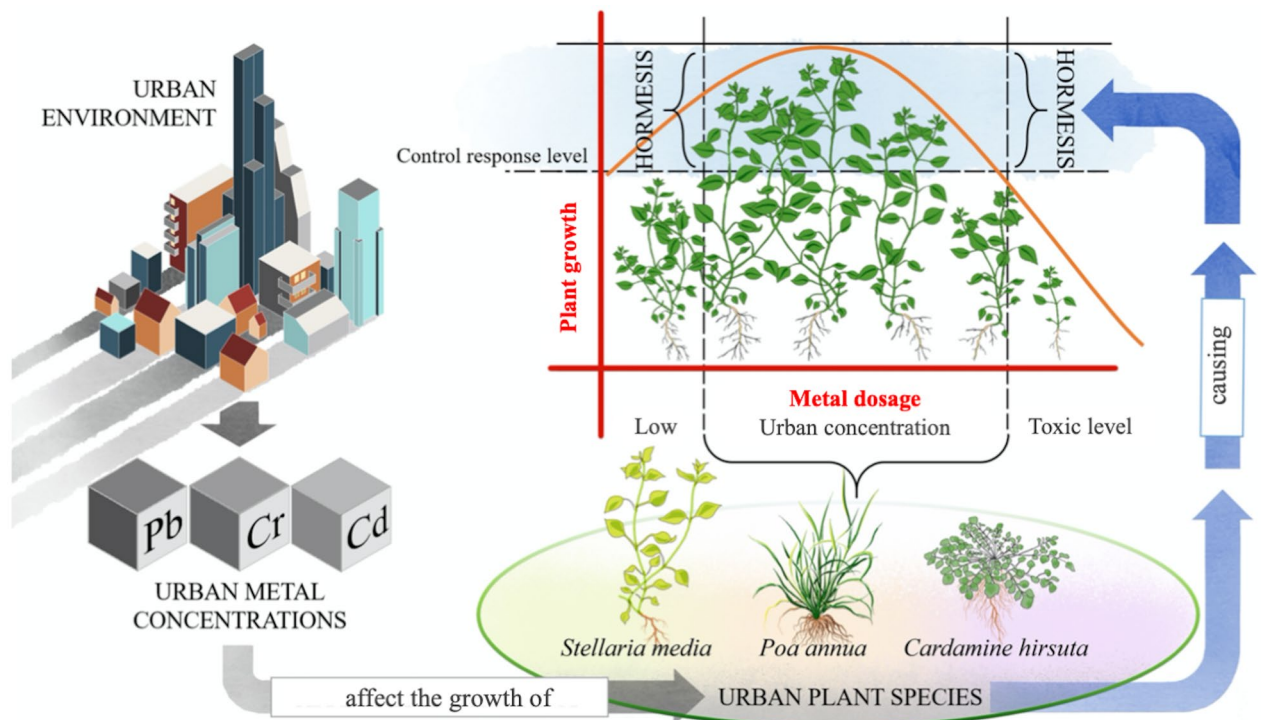 URBAN
ENVIRONMENT
HORMESIS
HORMESIS
Control response level
Plant growth
Metal dosage
Low
Urban concentration
Toxic level
causing
Pb
Cr
Cd
URBAN METAL
CONCENTRATIONS
Stellaria media
Poa annua
Cardamine hirsuta
affect the growth of
URBAN PLANT SPECIES